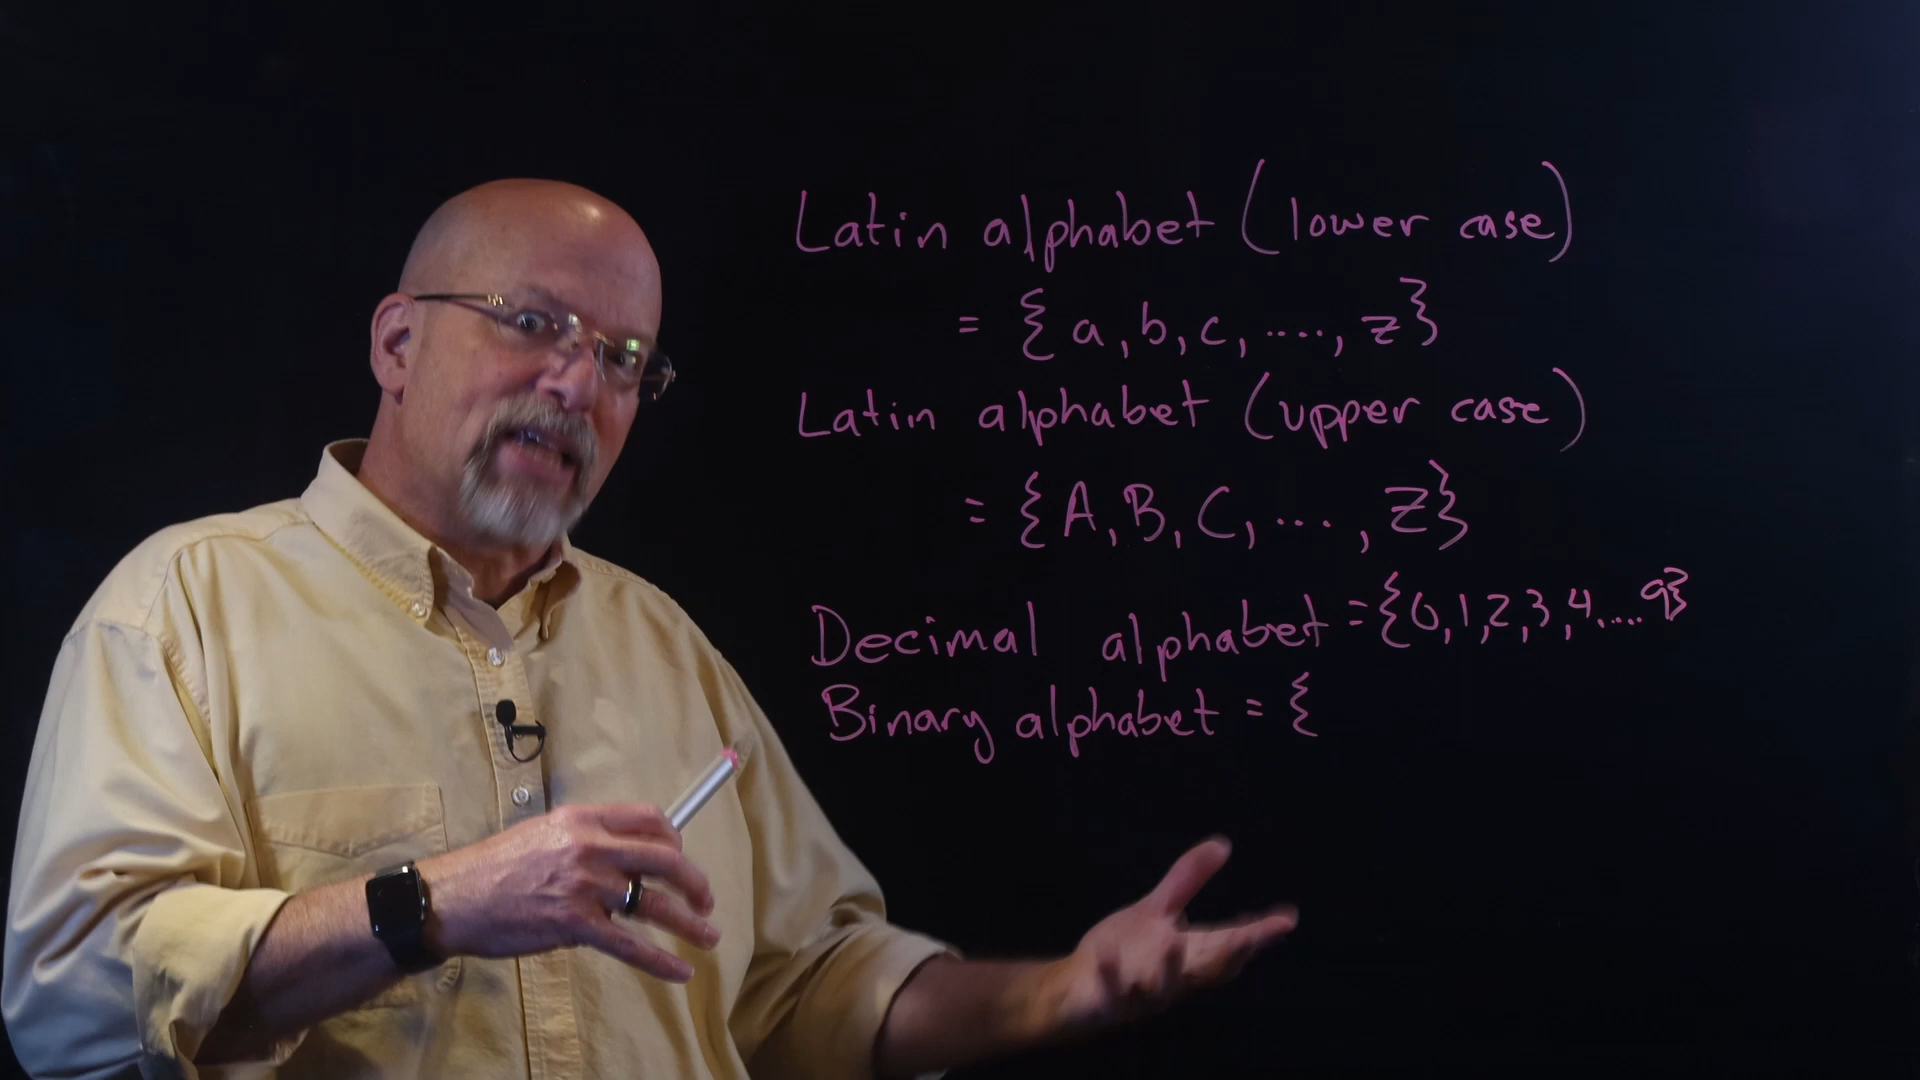 Latin alphabet (lower case)
= { a, b, c, ....., z}
Latin alphabet (upper case)
= {A, B, C, ... , Z}
Decimal alphabet = {0,1,2,3,4,.... 9}
Binary alphabet = {